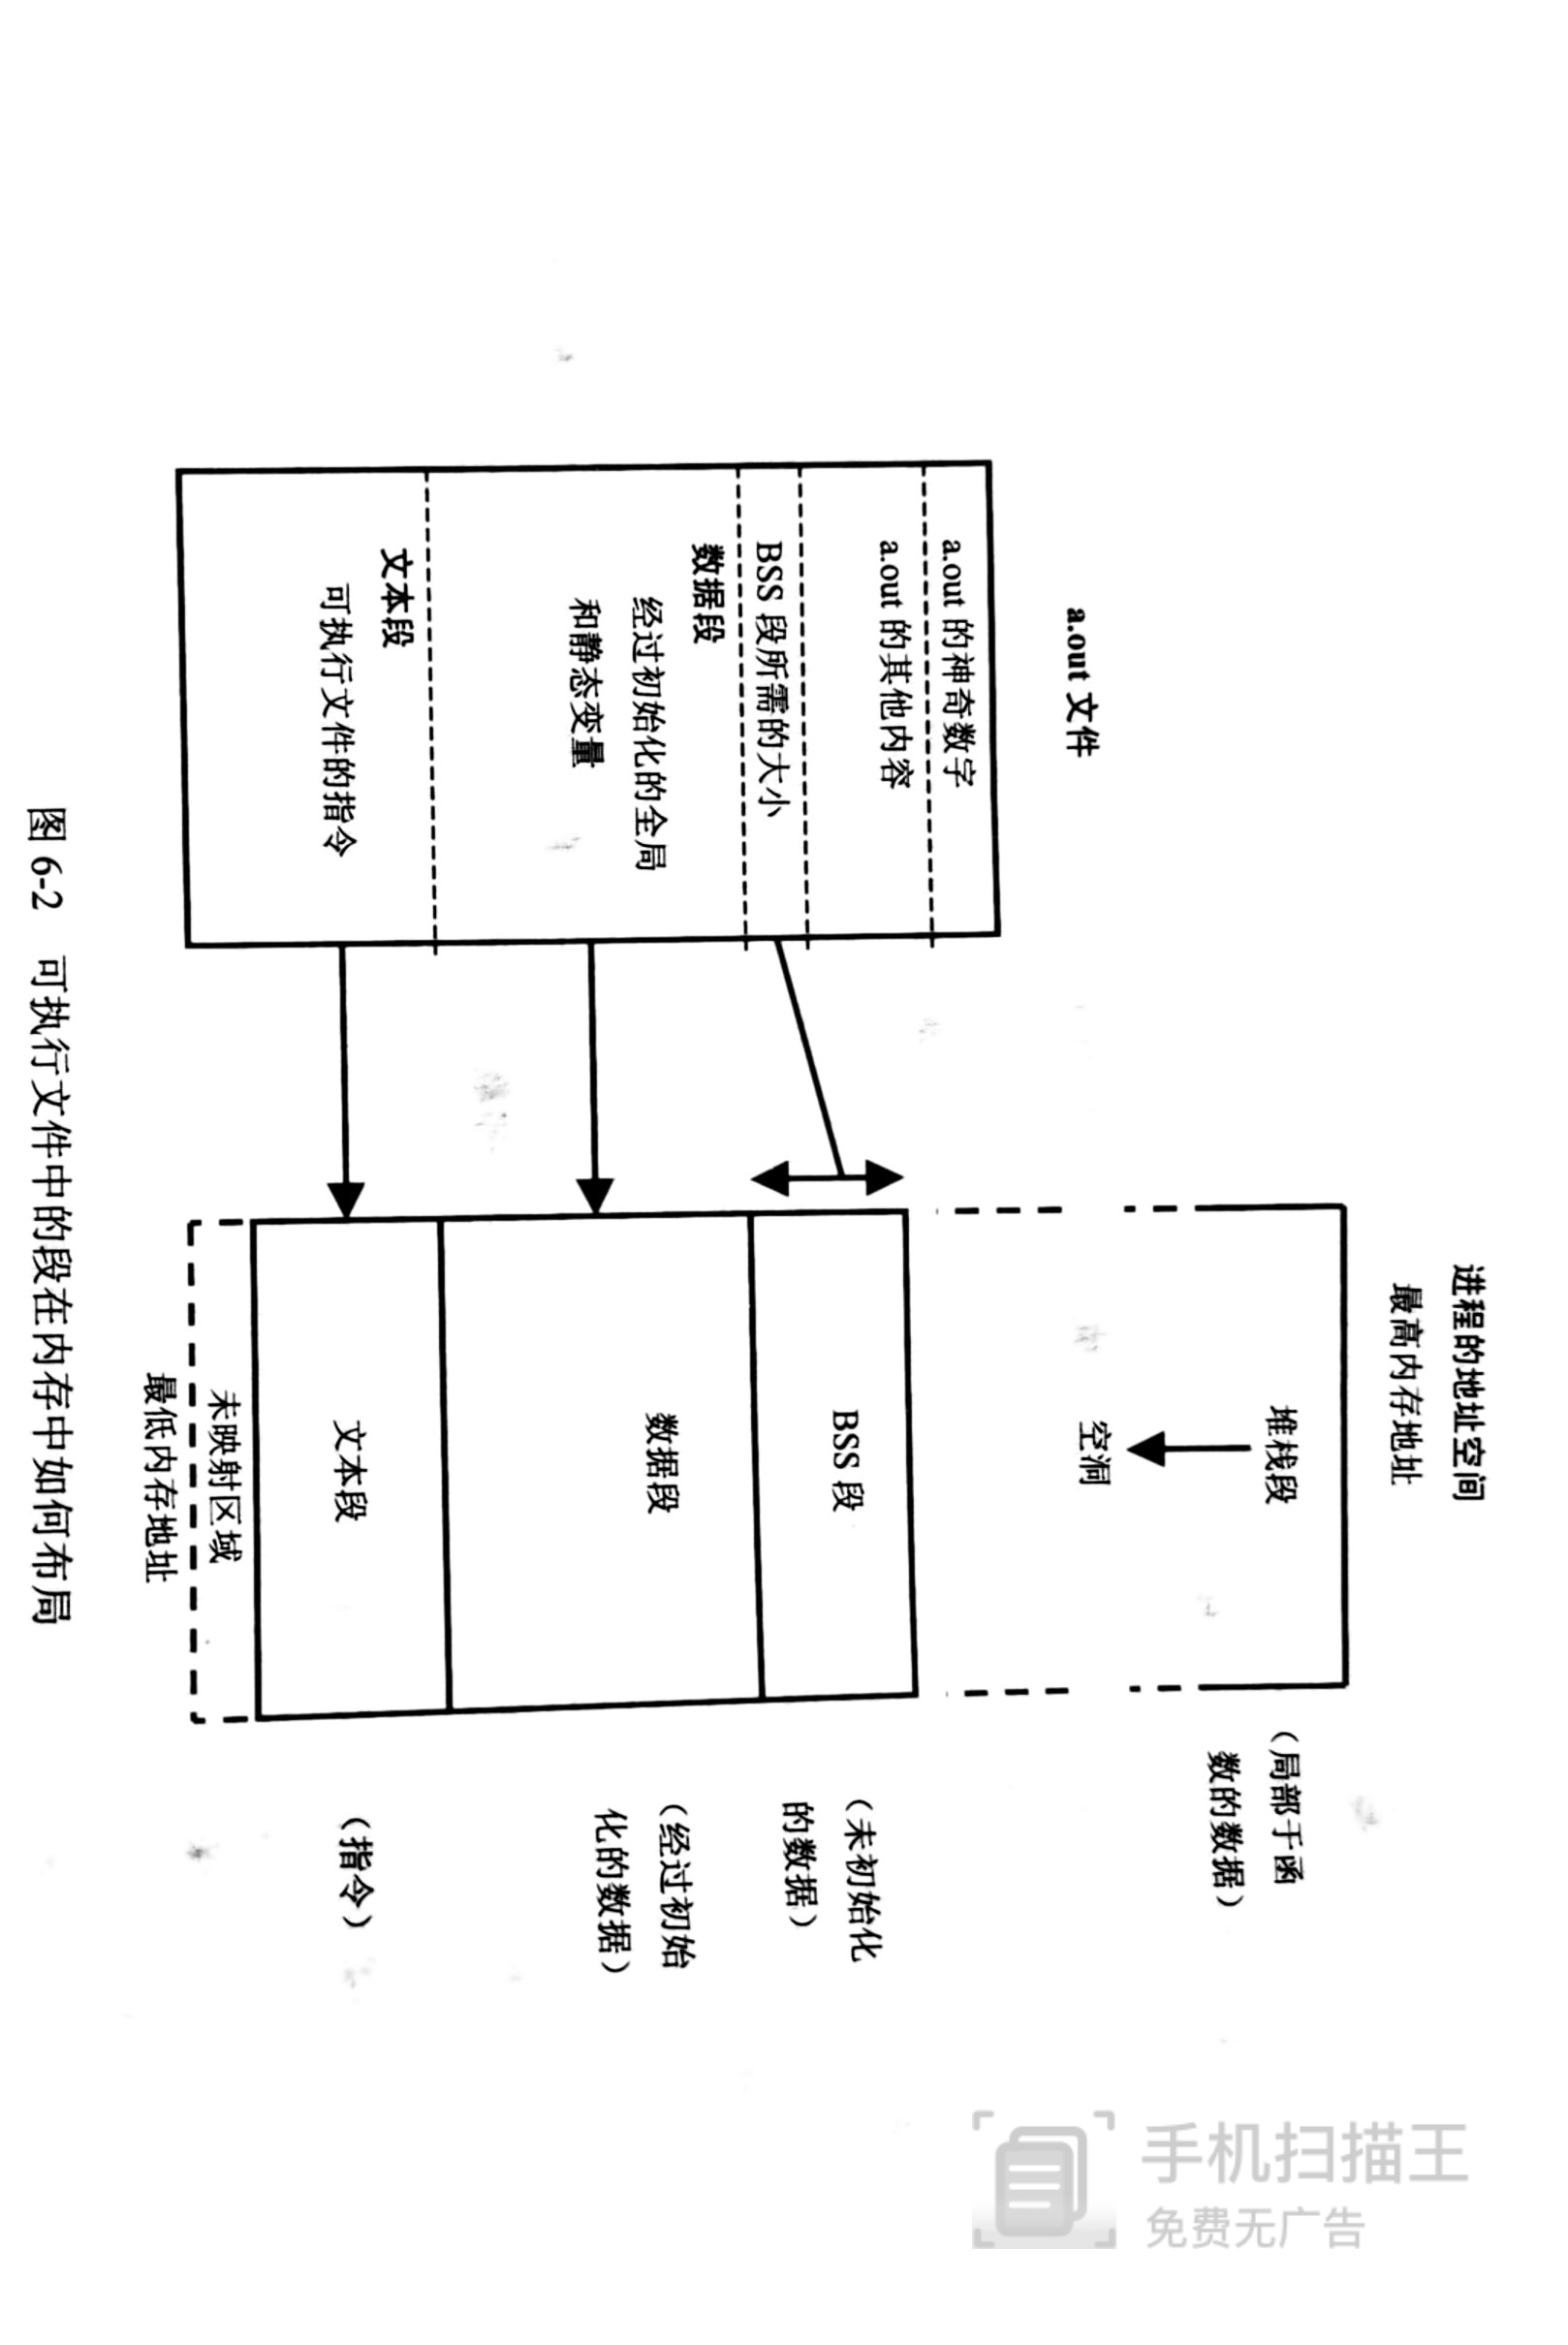 a.out 文件
a.out 的神奇数字
a.out 的其他内容
BSS 段所需的大小
数据段
经过初始化的全局
和静态变量
文本段
可执行文件的指令
进程的地址空间
最高内存地址
堆栈段
（局部于函
数的数据）
空洞
BSS 段
（未初始化
的数据）
数据段
（经过初始
化的数据）
文本段
（指令）
未映射区域
最低内存地址
图 6-2 可执行文件中的段在内存中如何布局
手机扫描王
免费无广告